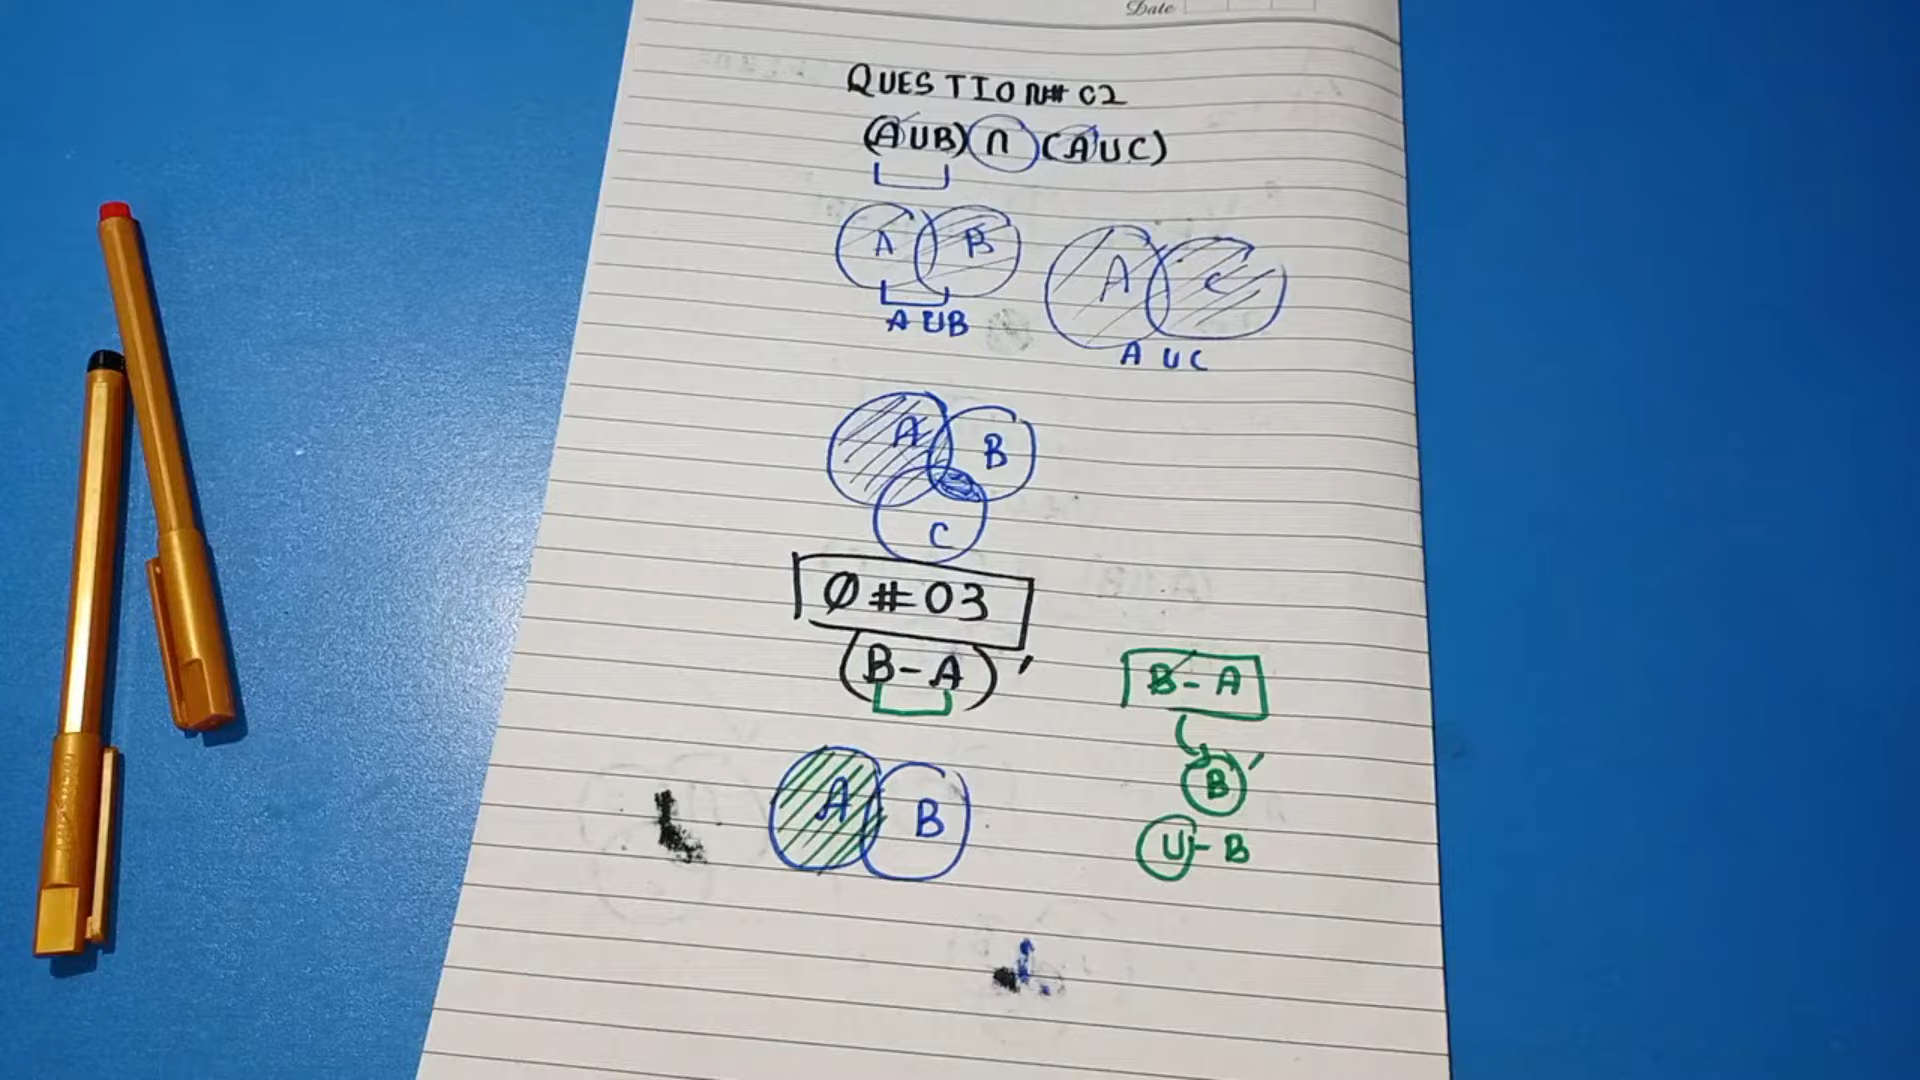 Date
QUESTION# 02
(AUB) ∩ (AUC)
A B
A C
AUB
AUC
A B
C
Q#03
(B-A)'
B-A
B'
A B
U-B